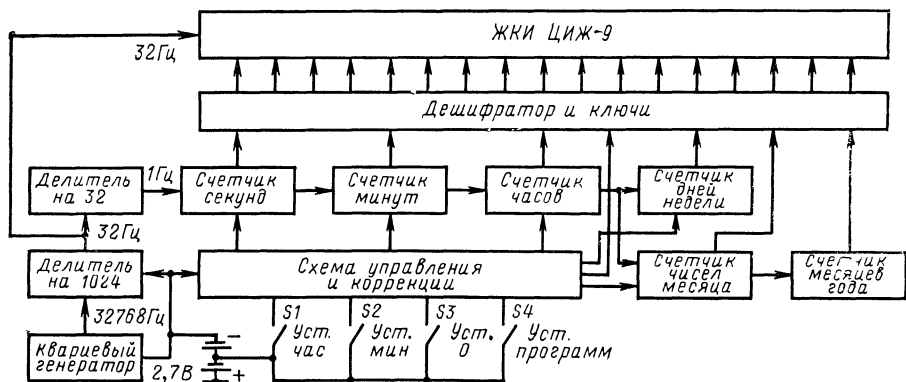 ЖКИ ЦИЖ-9
32Гц
Дешифратор и ключи
Делитель
на 32
1Гц
Счетчик
секунд
Счетчик
минут
Счетчик
часов
Счетчик
дней
недели
32Гц
Делитель
на 1024
Схема управления
и коррекции
Счетчик
чисел
месяца
Счетчик
месяцев
года
32768Гц
S1
Уст.
час
S2
Уст.
мин
S3
Уст.
0
S4
Уст.
программ
Кварцевый
генератор
2,7В
-
+